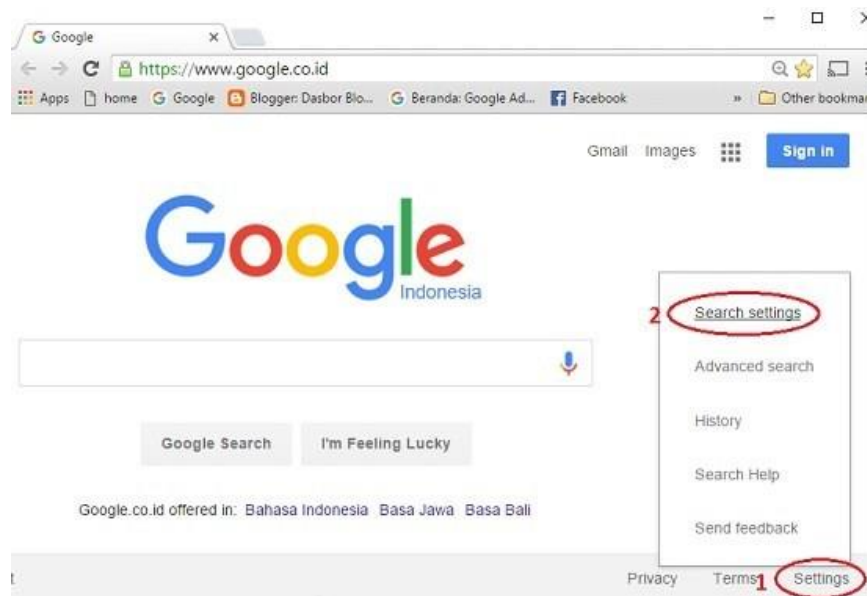 Google
https://www.google.co.id
Apps home Google Blogger: Dasbor Blo... Beranda: Google Ad... Facebook » Other bookmar
Gmail Images Sign in
Google
Indonesia
2 Search settings
Advanced search
History
Search Help
Send feedback
Google Search I'm Feeling Lucky
Google.co.id offered in: Bahasa Indonesia Basa Jawa Basa Bali
Privacy Terms 1 Settings